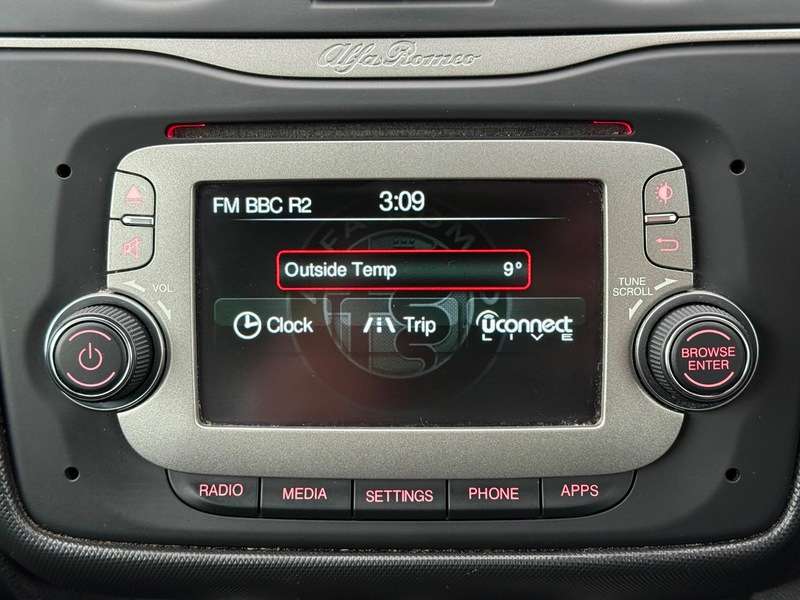 Alfa Romeo
FM BBC R2 3:09
Outside Temp 9°
VOL
TUNE
SCROLL
Clock Trip Uconnect
LIVE
BROWSE
ENTER
RADIO MEDIA SETTINGS PHONE APPS